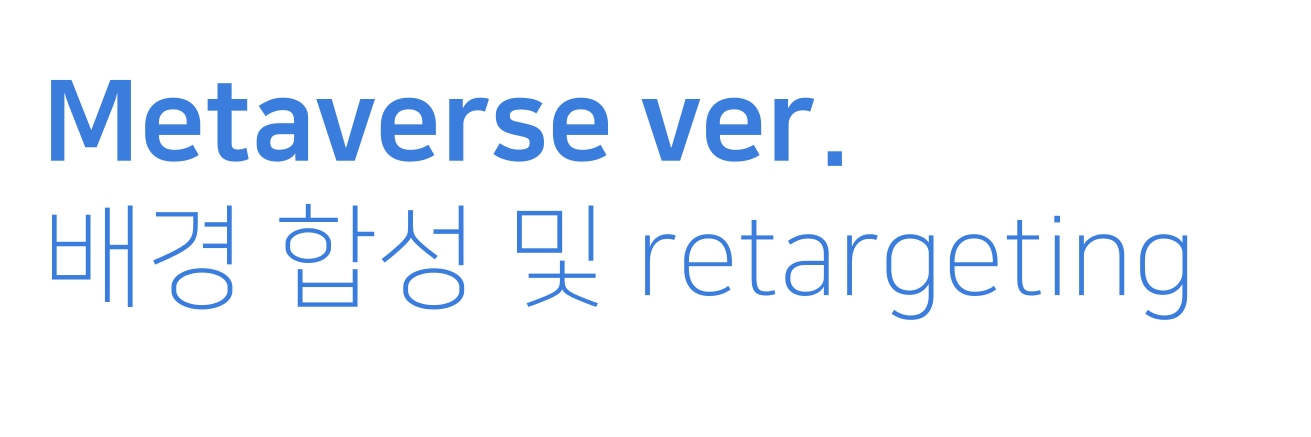 Metaverse ver.
배경 합성 및 retargeting